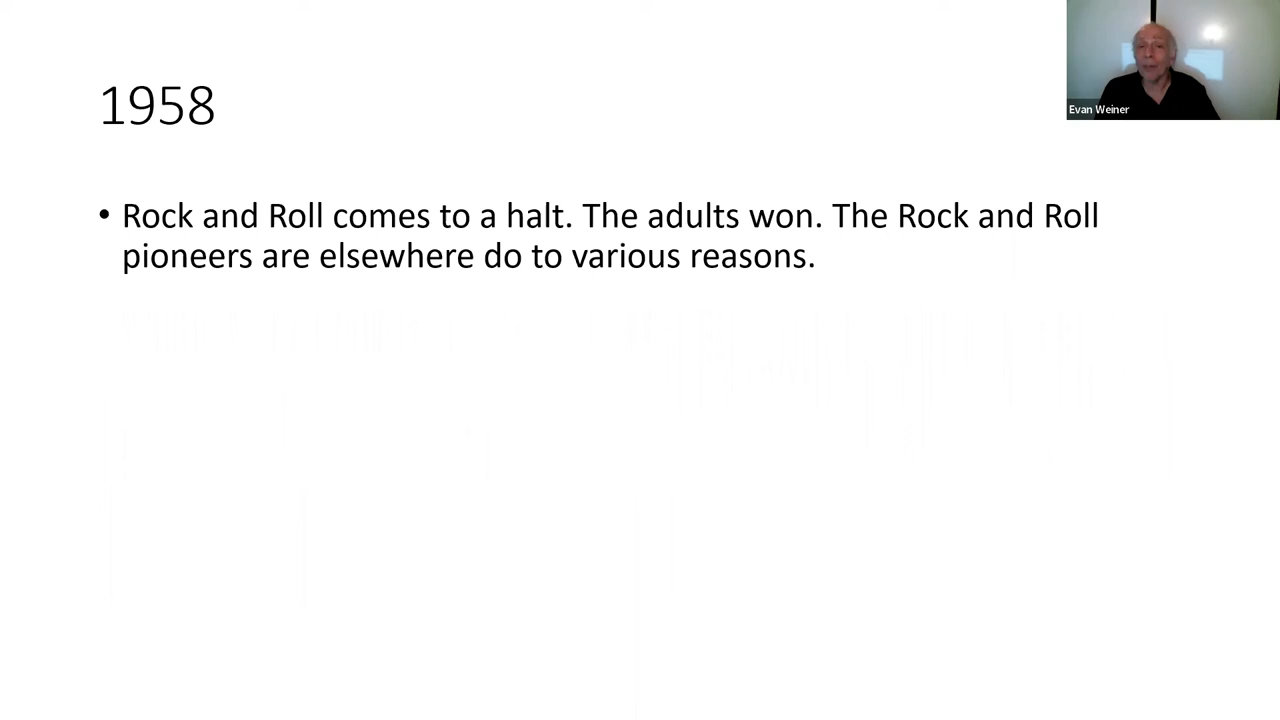 1958
Evan Weiner
• Rock and Roll comes to a halt. The adults won. The Rock and Roll
pioneers are elsewhere do to various reasons.